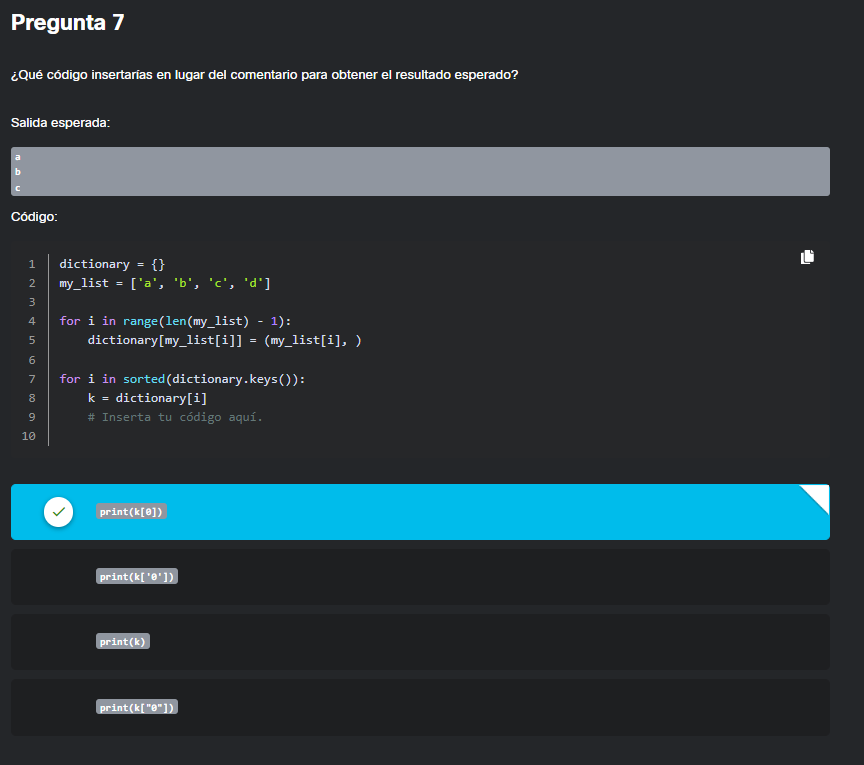 Pregunta 7
¿Qué código insertarías en lugar del comentario para obtener el resultado esperado?
Salida esperada:
a
b
c
Código:
1 dictionary = {}
2 my_list = ['a', 'b', 'c', 'd']
3
4 for i in range(len(my_list) - 1):
5     dictionary[my_list[i]] = (my_list[i], )
6
7 for i in sorted(dictionary.keys()):
8     k = dictionary[i]
9     # Inserta tu código aquí.
10
print(k[0])
print(k['0'])
print(k)
print(k["0"])